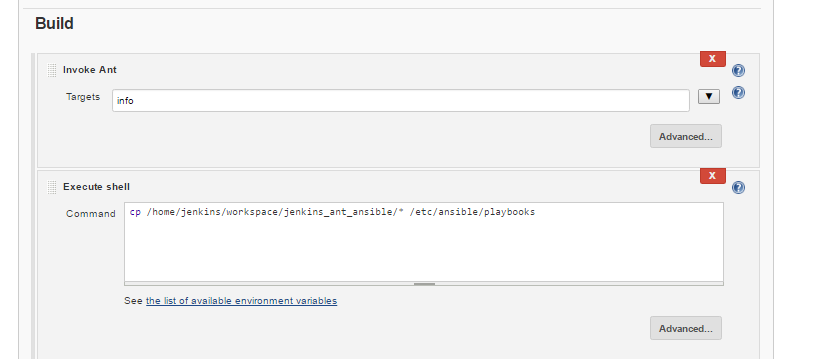 Build
X
Invoke Ant
?
Targets info ▼ ?
Advanced...
X
Execute shell
?
Command cp /home/jenkins/workspace/jenkins_ant_ansible/* /etc/ansible/playbooks
See the list of available environment variables
Advanced...